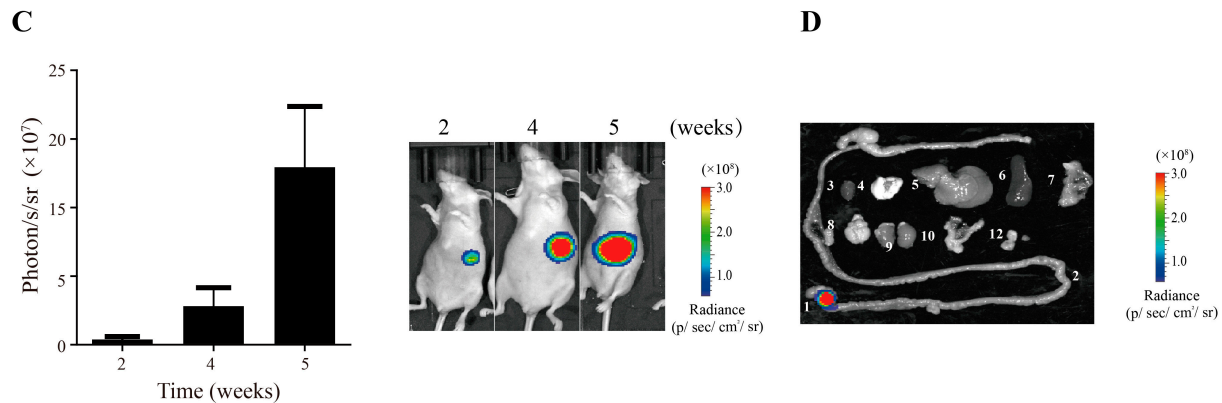 C
D
Photon/s/sr (×10⁷)
25
20
15
5
0
2
4
5
Time (weeks)
2 4 5 (weeks)
(×10⁸)
3.0
2.0
1.0
Radiance
(p/ sec/ cm²/ sr)
3 4 5 6 7
8 9 10 12
2
1
(×10⁸)
3.0
2.0
1.0
Radiance
(p/ sec/ cm²/ sr)